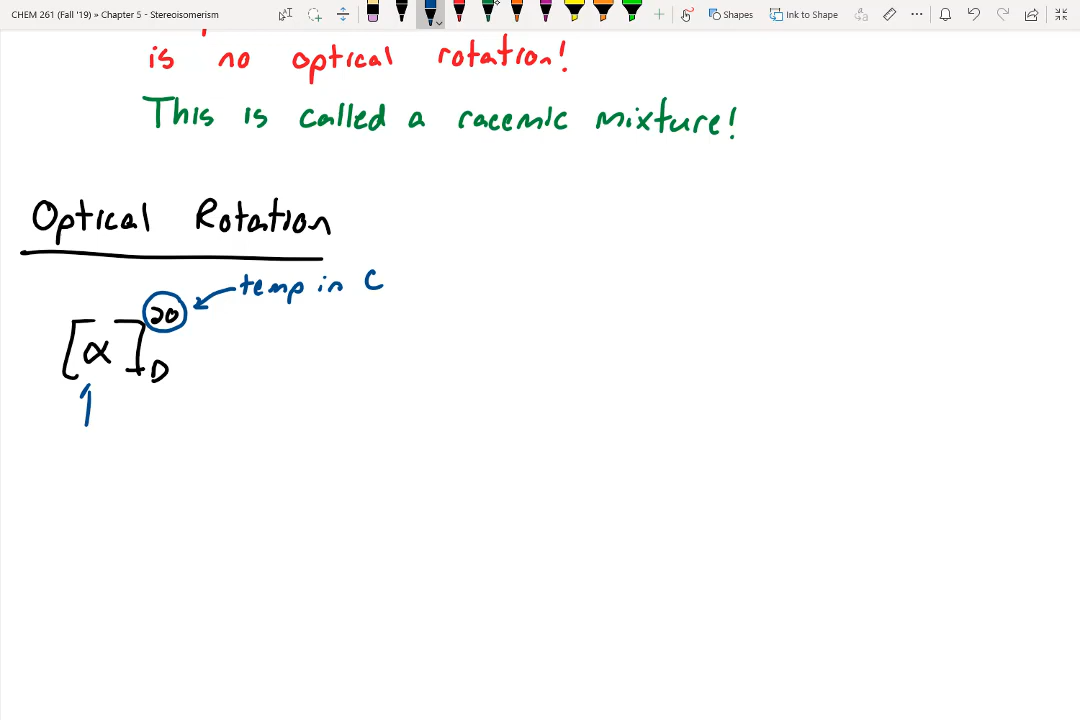 CHEM 261 (Fall '19) » Chapter 5 - Stereoisomerism
Shapes
Ink to Shape
is no optical rotation!
This is called a racemic mixture!
Optical Rotation
temp in C
[α]20D